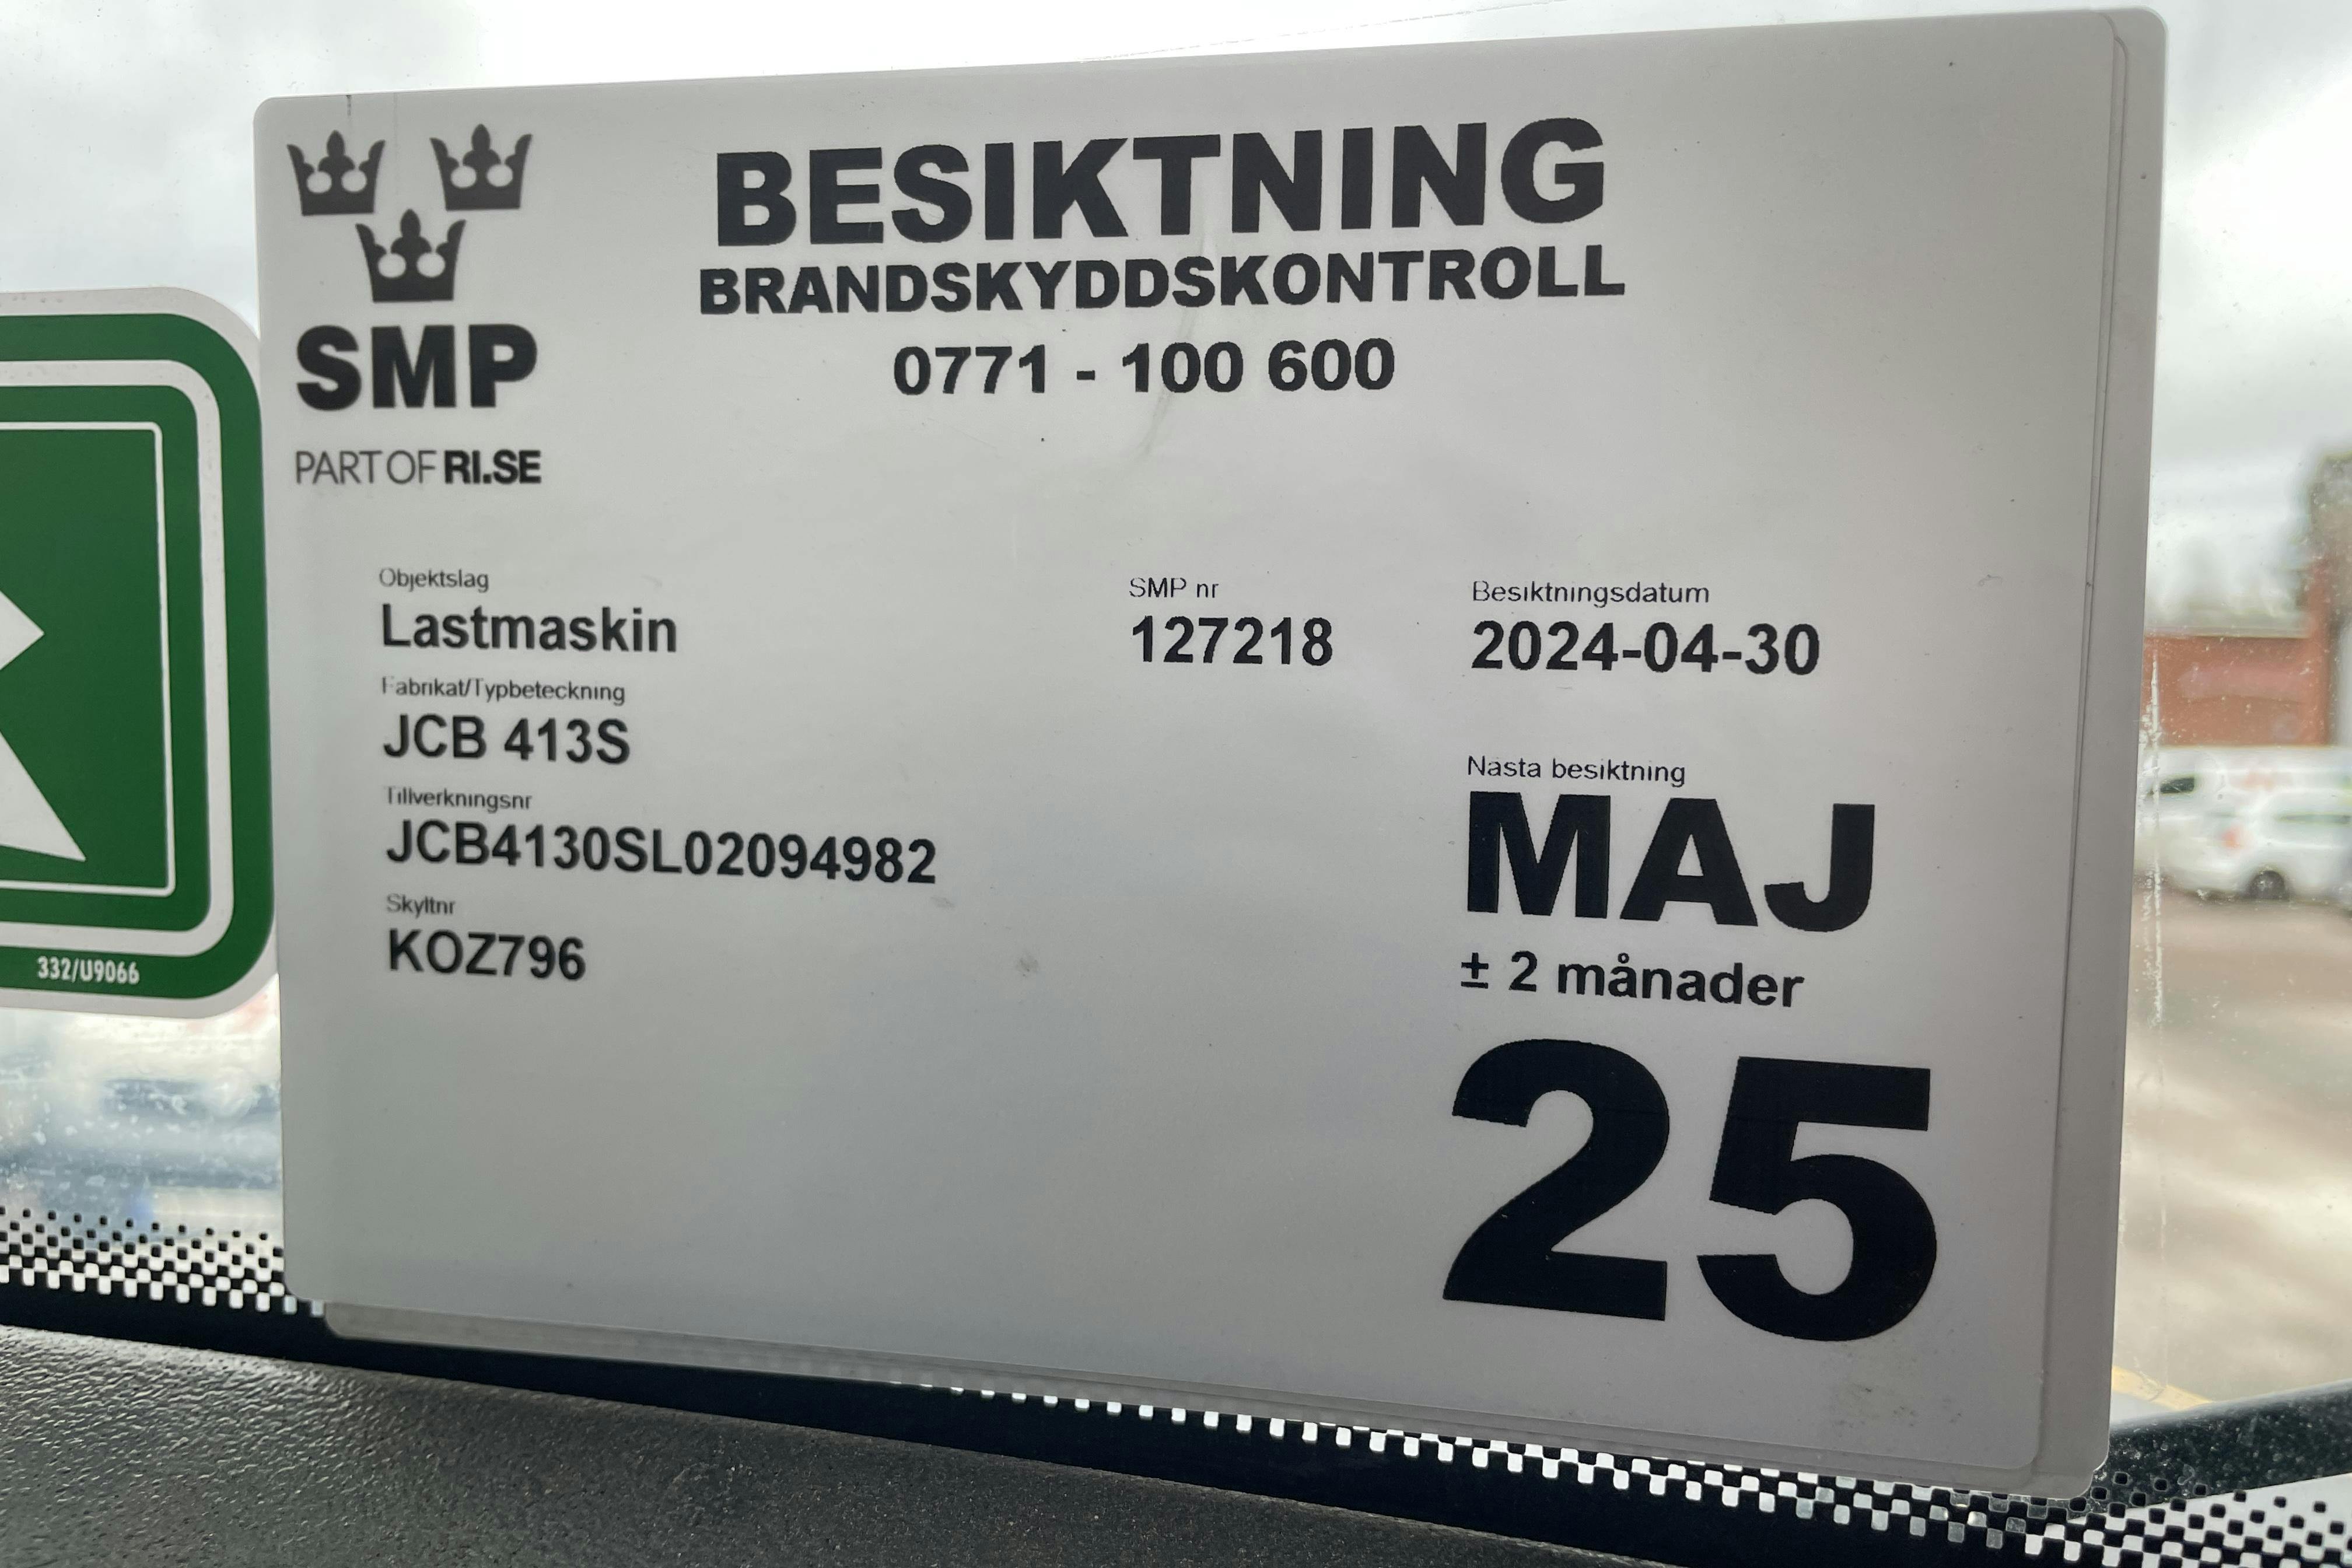 BESIKTNING
BRANDSKYDDSKONTROLL
0771 - 100 600
SMP
PART OF RI.SE
Objektslag
Lastmaskin
Fabrikat/Typbeteckning
JCB 413S
Tillverkningsnr
JCB4130SL02094982
Skyltnr
KOZ796
SMP nr
127218
Besiktningsdatum
2024-04-30
Nästa besiktning
MAJ
± 2 månader
25
332/U9066